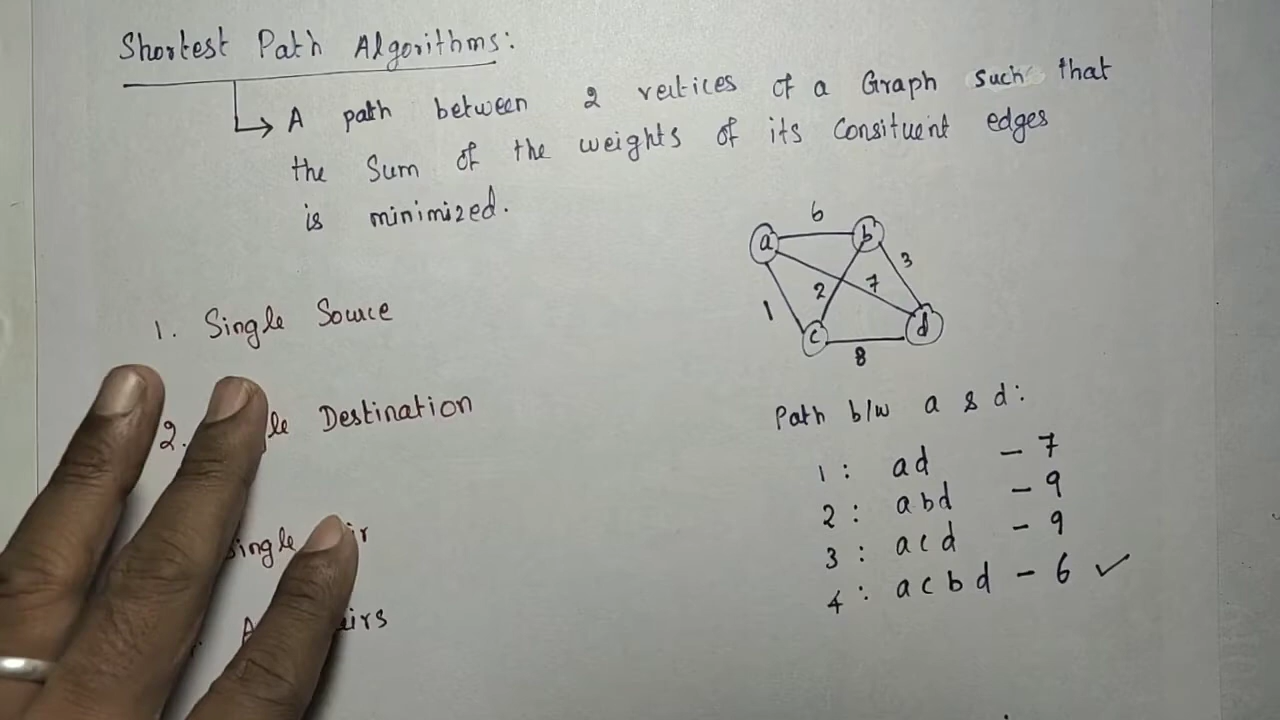 Shortest Path Algorithms:
A path between 2 vertices of a Graph such that
the Sum of the weights of its Consituent edges
is minimized.
6
a
b
3
2
7
1
c
d
8
1. Single Source
2. Destination
Path b/w a & d:
1: ad - 7
2: abd - 9
3: acd - 9
4: acbd - 6 ✓